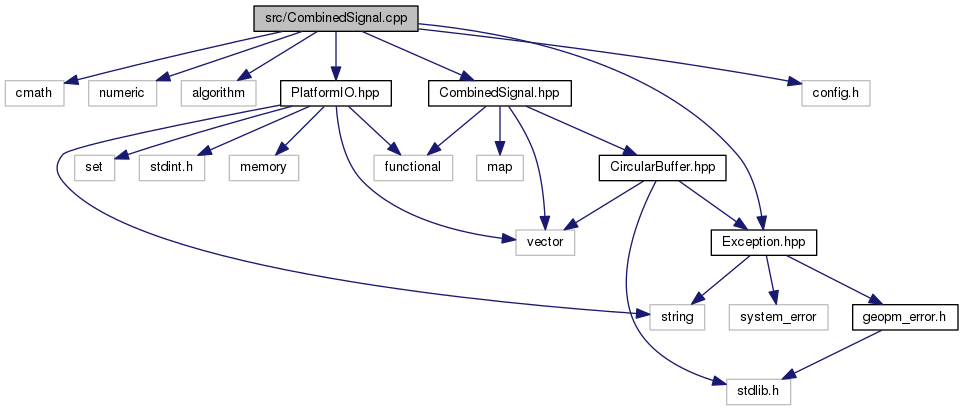 src/CombinedSignal.cpp
cmath
numeric
algorithm
PlatformIO.hpp
CombinedSignal.hpp
config.h
set
stdint.h
memory
functional
map
CircularBuffer.hpp
vector
Exception.hpp
string
system_error
geopm_error.h
stdlib.h